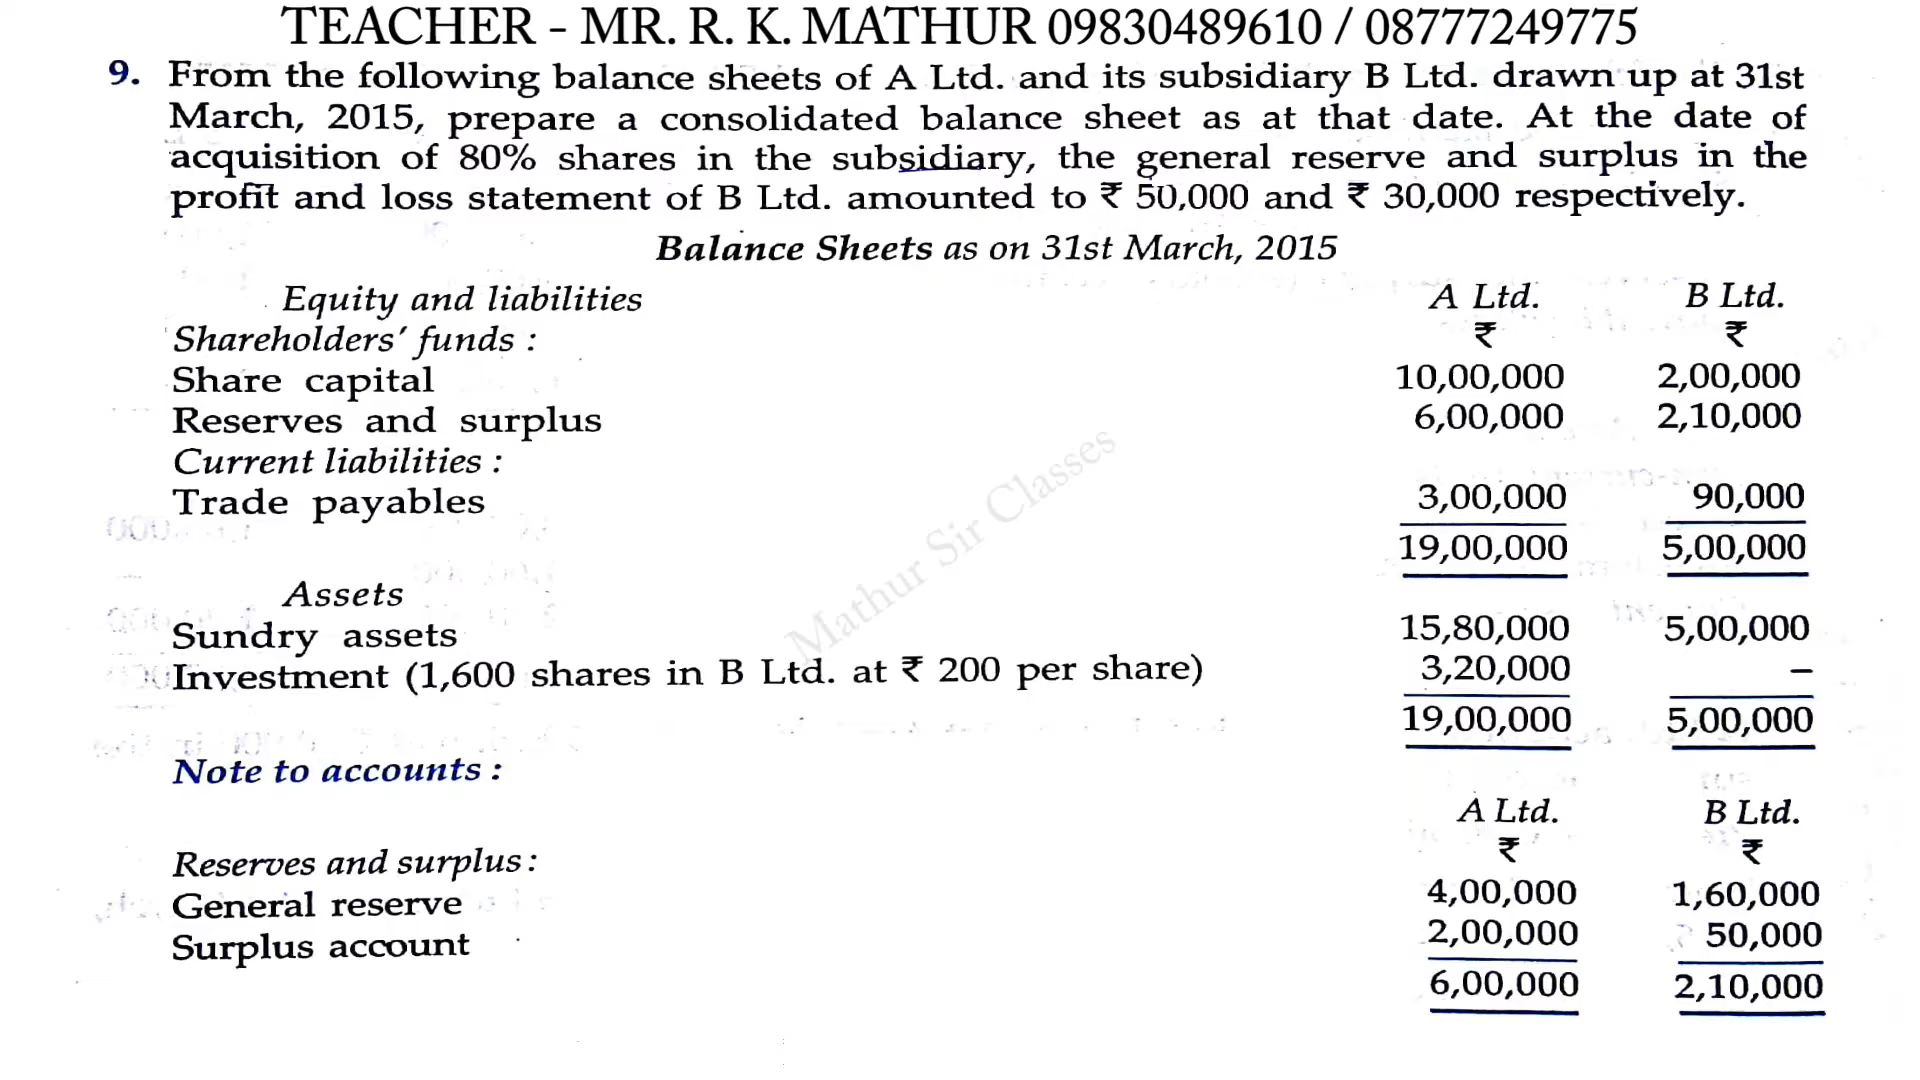 TEACHER - MR. R. K. MATHUR 09830489610 / 08777249775
9. From the following balance sheets of A Ltd. and its subsidiary B Ltd. drawn up at 31st
March, 2015, prepare a consolidated balance sheet as at that date. At the date of
acquisition of 80% shares in the subsidiary, the general reserve and surplus in the
profit and loss statement of B Ltd. amounted to ₹ 50,000 and ₹ 30,000 respectively.
Balance Sheets as on 31st March, 2015
Equity and liabilities A Ltd. B Ltd.
Shareholders' funds : ₹ ₹
Share capital 10,00,000 2,00,000
Reserves and surplus 6,00,000 2,10,000
Current liabilities :
Trade payables 3,00,000 90,000
19,00,000 5,00,000
Assets
Sundry assets 15,80,000 5,00,000
Investment (1,600 shares in B Ltd. at ₹ 200 per share) 3,20,000 –
19,00,000 5,00,000
Note to accounts :
A Ltd. B Ltd.
Reserves and surplus : ₹ ₹
General reserve 4,00,000 1,60,000
Surplus account 2,00,000 50,000
6,00,000 2,10,000
Mathur Sir Classes